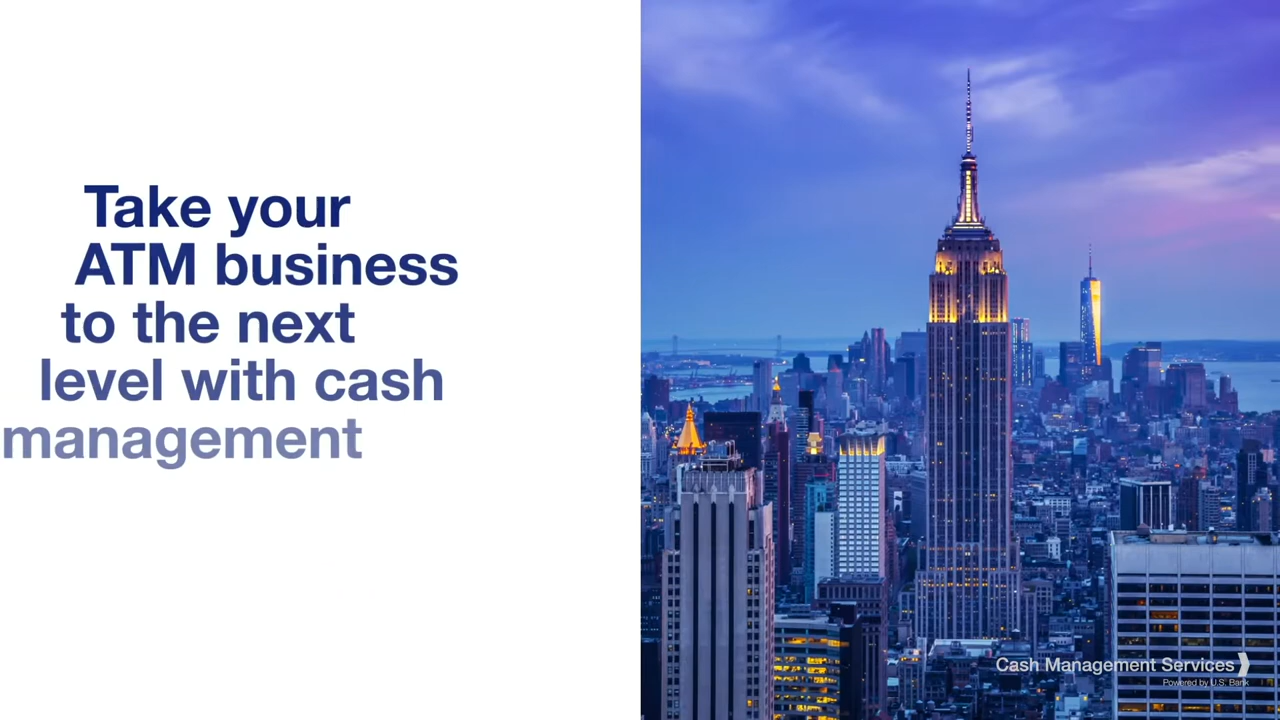 Take your
ATM business
to the next
level with cash
management
Cash Management Services
Powered by U.S. Bank